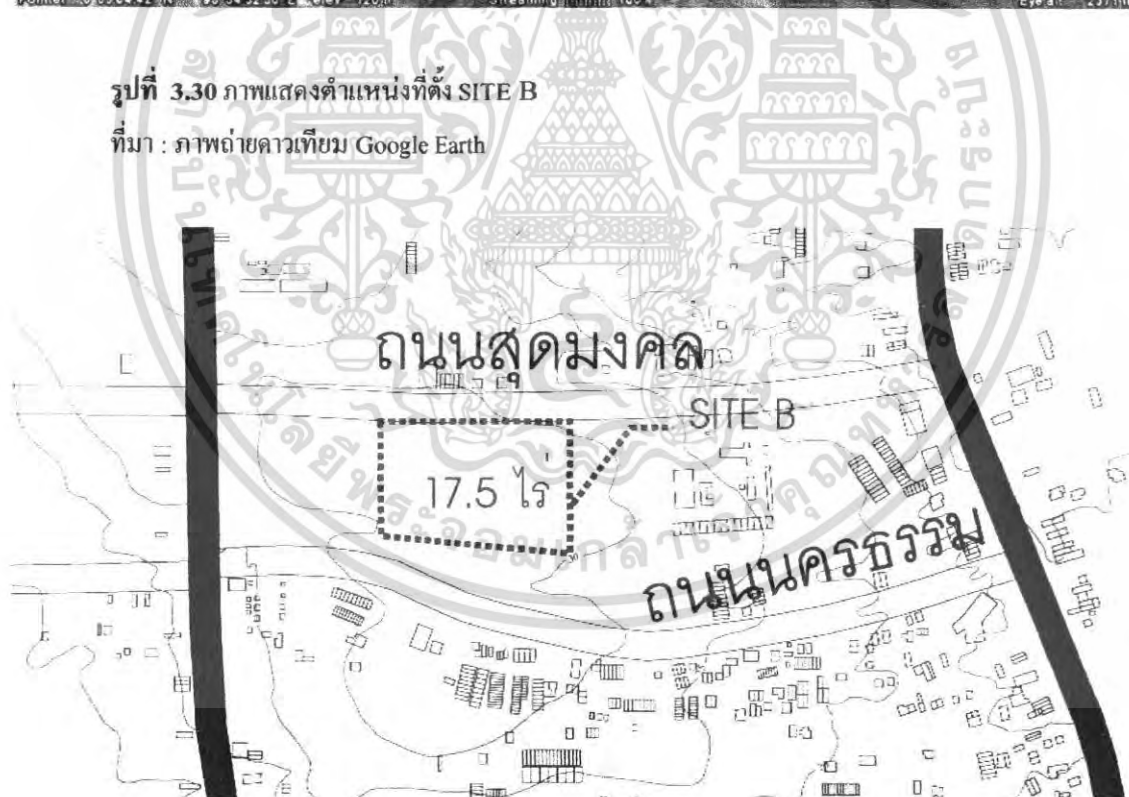 รูปที่ 3.30 ภาพแสดงตำแหน่งที่ตั้ง SITE B
ที่มา : ภาพถ่ายดาวเทียม Google Earth
ถนนสุดมงคล
SITE B
17.5 ไร่
ถนนนครธรรม